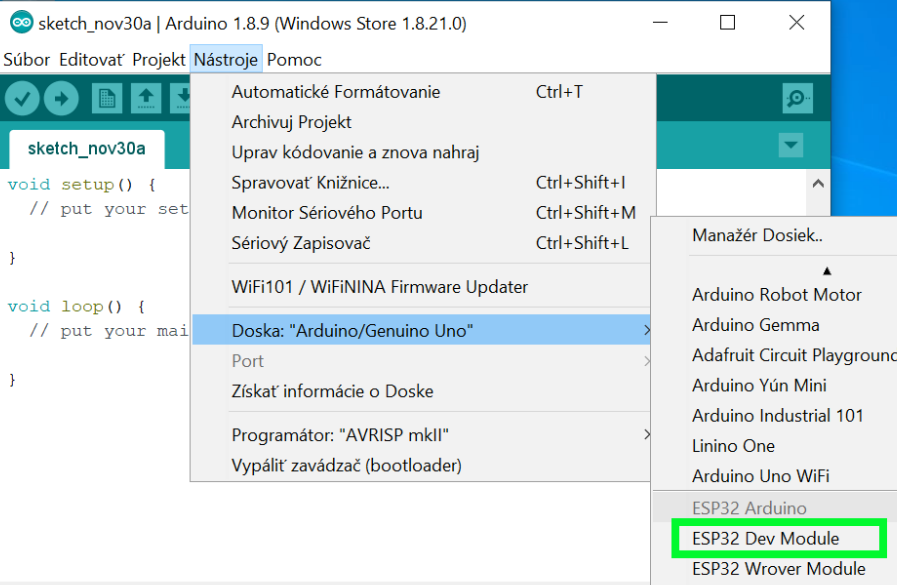 sketch_nov30a | Arduino 1.8.9 (Windows Store 1.8.21.0)
Súbor Editovať Projekt Nástroje Pomoc
sketch_nov30a
void setup() {
// put your set
}
void loop() {
// put your mai
}
Automatické Formátovanie Ctrl+T
Archivuj Projekt
Uprav kódovanie a znova nahraj
Spravovať Knižnice... Ctrl+Shift+I
Monitor Sériového Portu Ctrl+Shift+M
Sériový Zapisovač Ctrl+Shift+L
WiFi101 / WiFiNINA Firmware Updater
Doska: "Arduino/Genuino Uno"
Port
Získať informácie o Doske
Programátor: "AVRISP mkII"
Vypáliť zavádzač (bootloader)
Manažér Dosiek..
Arduino Robot Motor
Arduino Gemma
Adafruit Circuit Playground
Arduino Yún Mini
Arduino Industrial 101
Linino One
Arduino Uno WiFi
ESP32 Arduino
ESP32 Dev Module
ESP32 Wrover Module